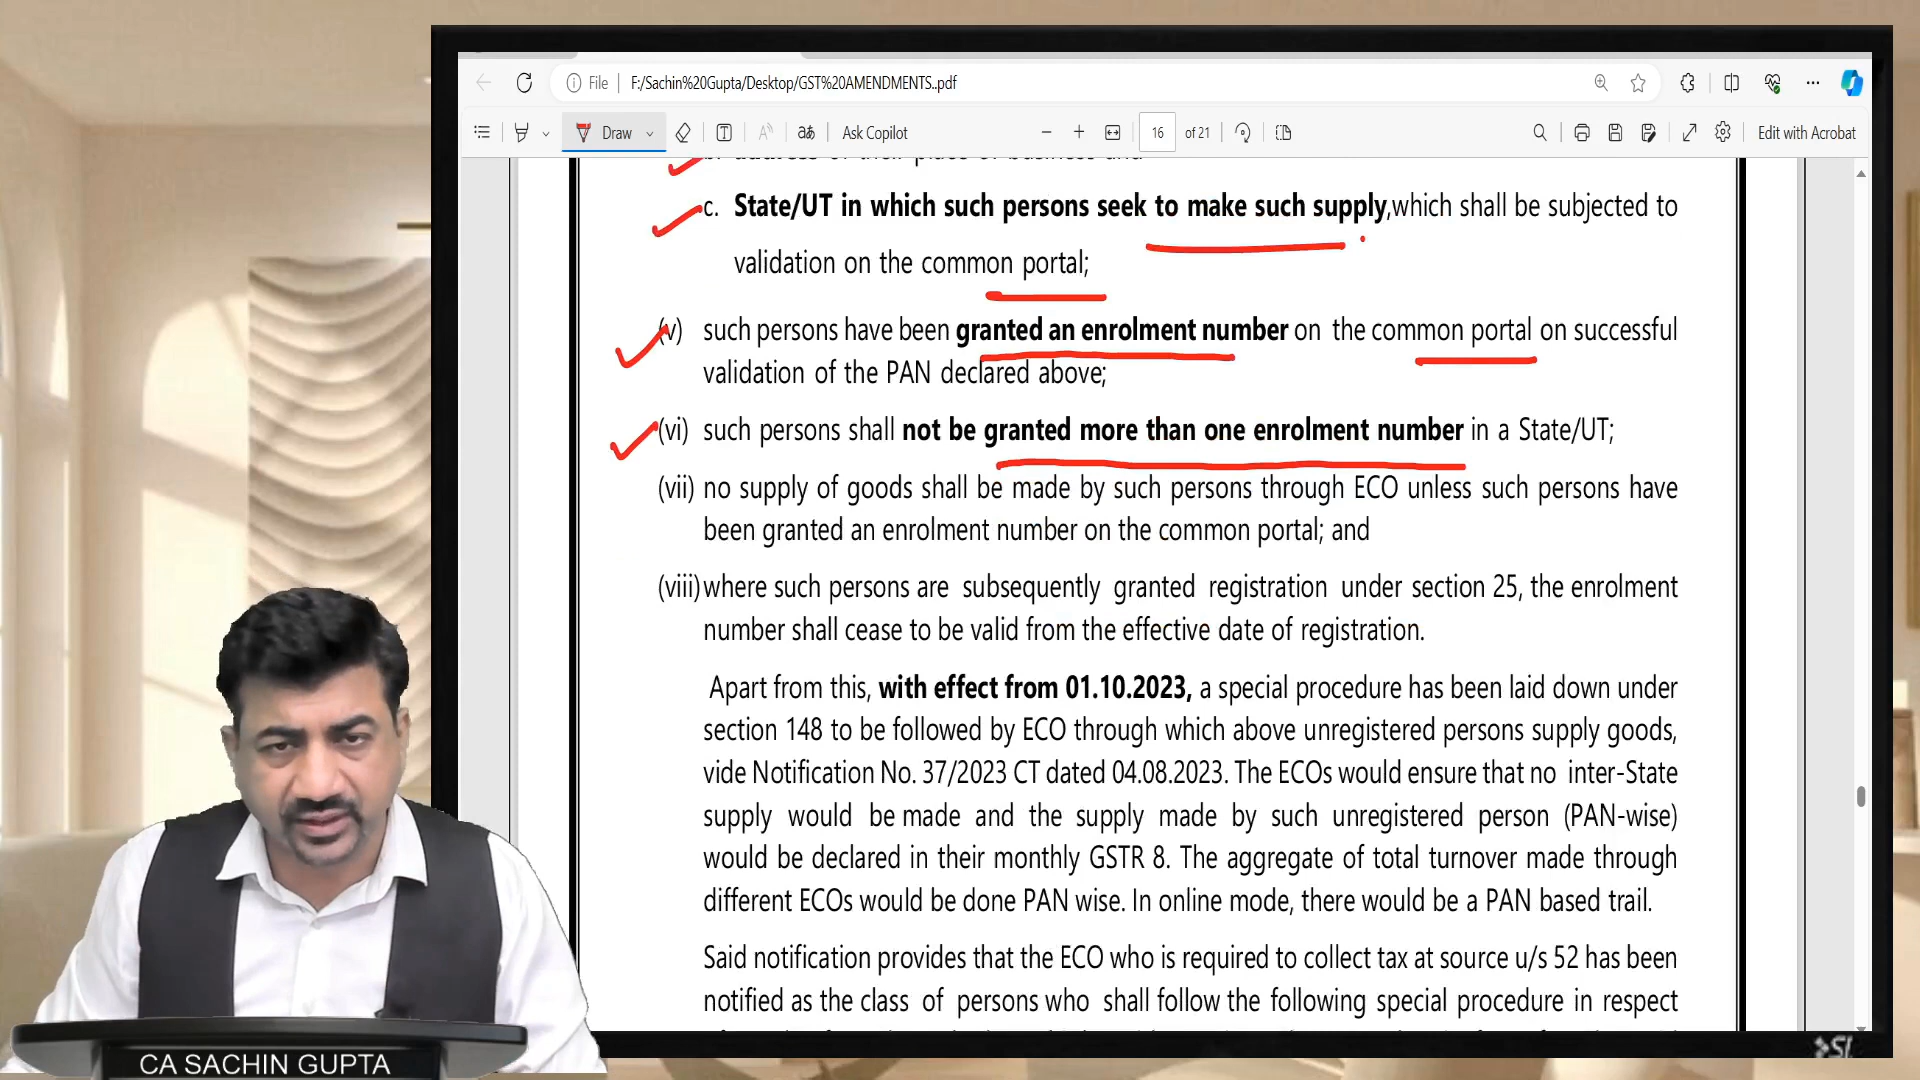 File F:/Sachin%20Gupta/Desktop/GST%20AMENDMENTS..pdf
Draw Ask Copilot 16 of 21 Edit with Acrobat
b. address of their place of business and
c. State/UT in which such persons seek to make such supply,which shall be subjected to
validation on the common portal;
(v) such persons have been granted an enrolment number on the common portal on successful
validation of the PAN declared above;
(vi) such persons shall not be granted more than one enrolment number in a State/UT;
(vii) no supply of goods shall be made by such persons through ECO unless such persons have
been granted an enrolment number on the common portal; and
(viii) where such persons are subsequently granted registration under section 25, the enrolment
number shall cease to be valid from the effective date of registration.
Apart from this, with effect from 01.10.2023, a special procedure has been laid down under
section 148 to be followed by ECO through which above unregistered persons supply goods,
vide Notification No. 37/2023 CT dated 04.08.2023. The ECOs would ensure that no inter-State
supply would be made and the supply made by such unregistered person (PAN-wise)
would be declared in their monthly GSTR 8. The aggregate of total turnover made through
different ECOs would be done PAN wise. In online mode, there would be a PAN based trail.
Said notification provides that the ECO who is required to collect tax at source u/s 52 has been
notified as the class of persons who shall follow the following special procedure in respect
CA SACHIN GUPTA